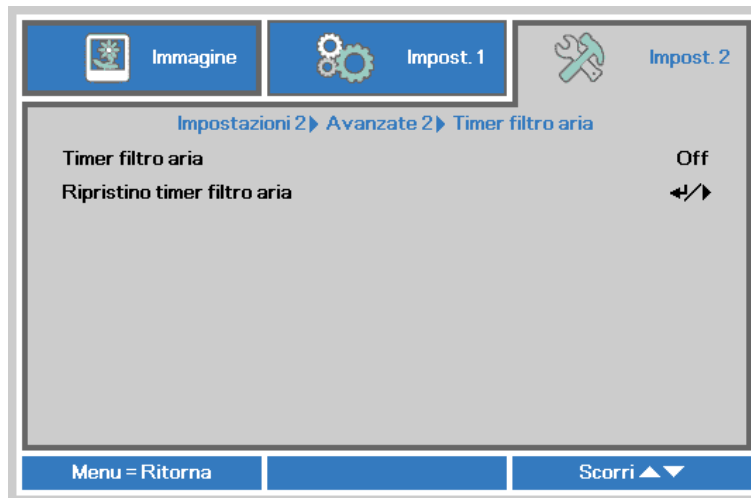 Immagine
Impost. 1
Impost. 2
Impostazioni 2 Avanzate 2 Timer filtro aria
Timer filtro aria Off
Ripristino timer filtro aria /
Menu = Ritorna
Scorri